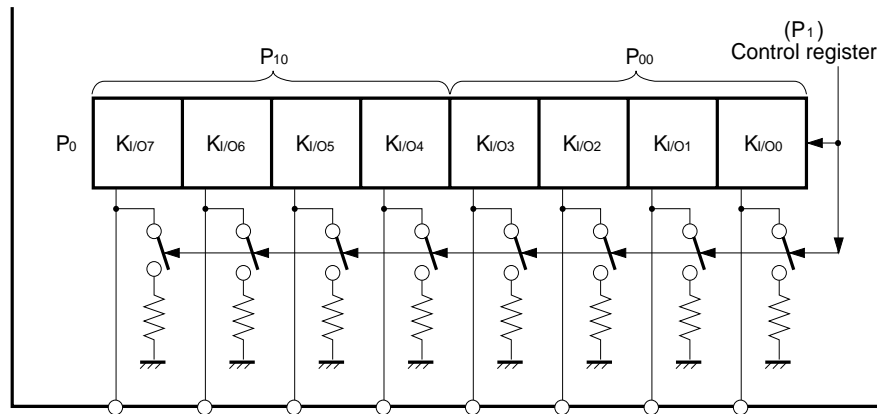 (P1)
Control register
P10 P00
P0 KI/O7 KI/O6 KI/O5 KI/O4 KI/O3 KI/O2 KI/O1 KI/O0